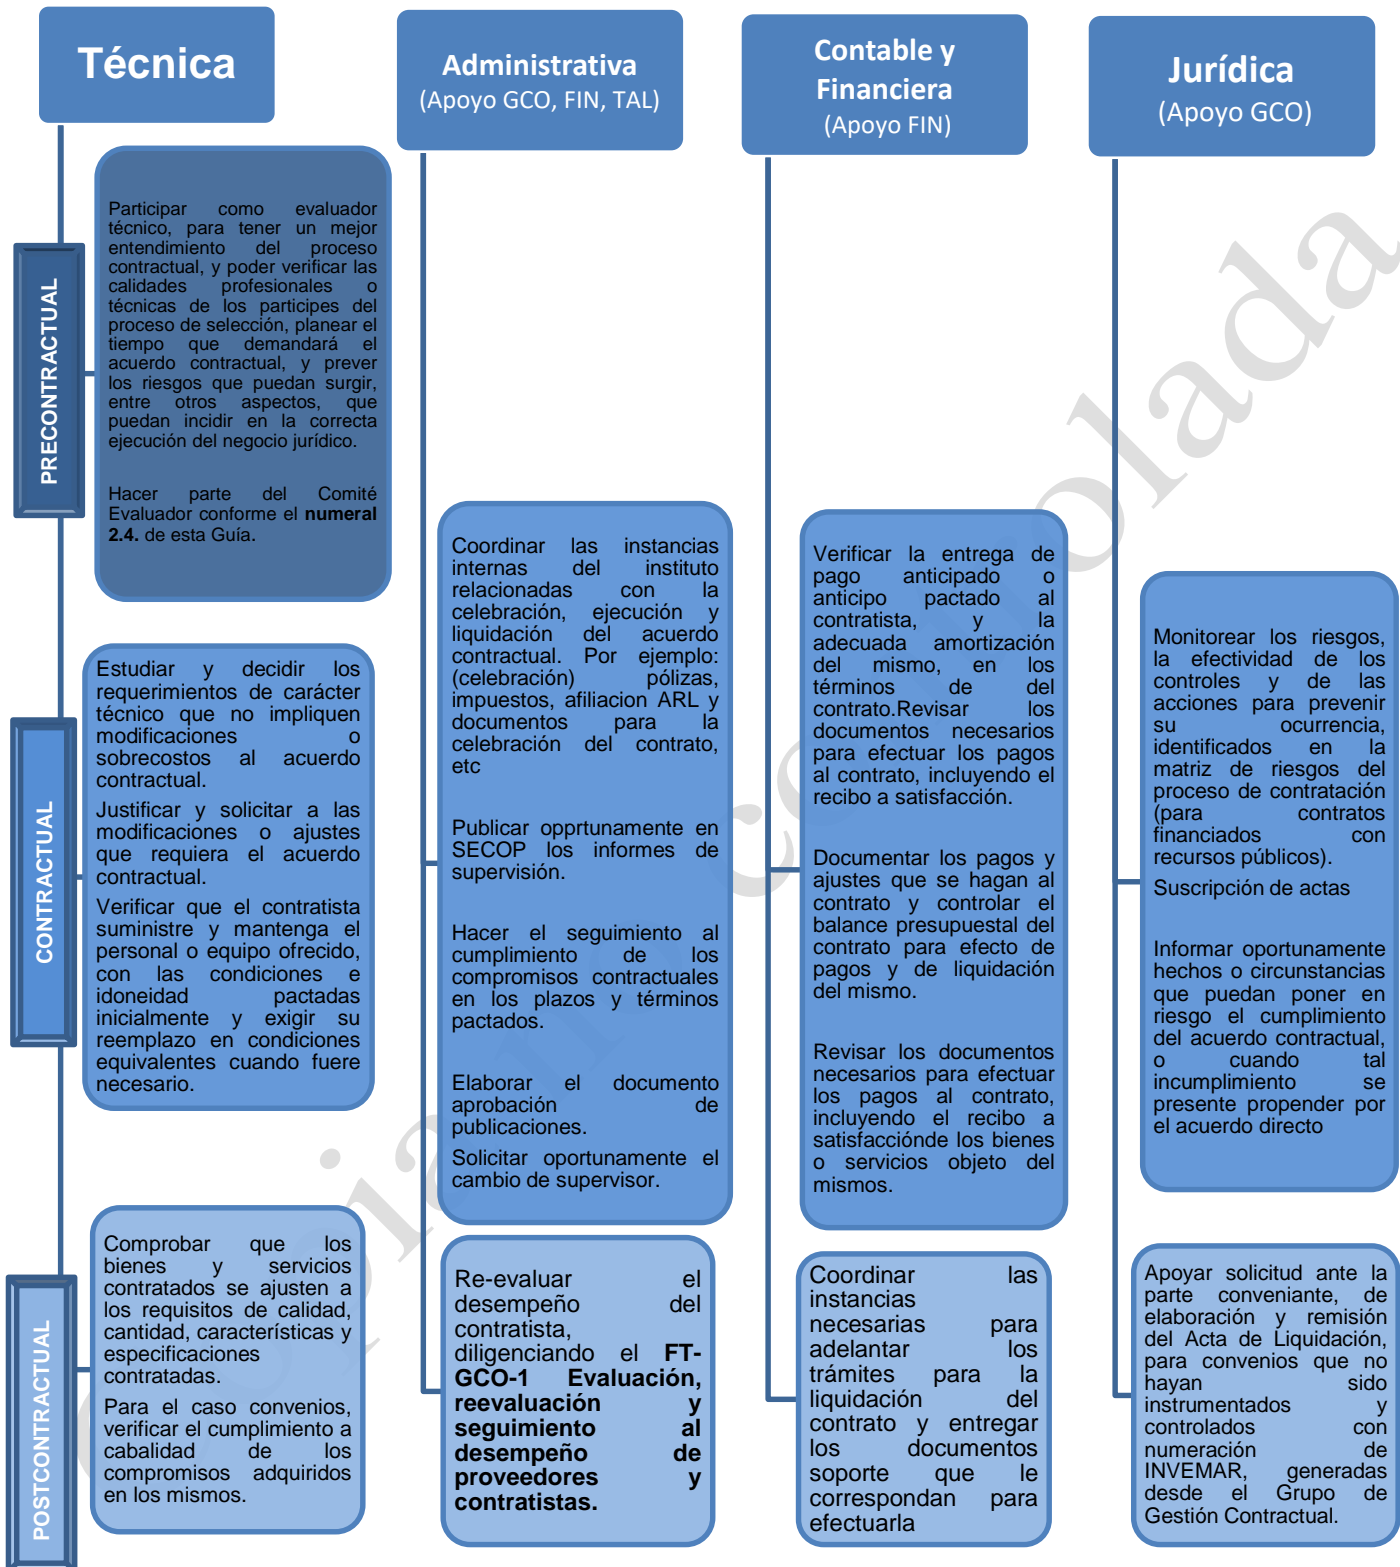 Técnica
PRECONTRACTUAL
Participar como evaluador
técnico, para tener un mejor
entendimiento del proceso
contractual, y poder verificar las
calidades profesionales o
técnicas de los participes del
proceso de selección, planear el
tiempo que demandará el
acuerdo contractual, y prever
los riesgos que puedan surgir,
entre otros aspectos, que
puedan incidir en la correcta
ejecución del negocio jurídico.
Hacer parte del Comité
Evaluador conforme el numeral
2.4. de esta Guía.
CONTRACTUAL
Estudiar y decidir los
requerimientos de carácter
técnico que no impliquen
modificaciones o
sobrecostos al acuerdo
contractual.
Justificar y solicitar a las
modificaciones o ajustes
que requiera el acuerdo
contractual.
Verificar que el contratista
suministre y mantenga el
personal o equipo ofrecido,
con las condiciones e
idoneidad pactadas
inicialmente y exigir su
reemplazo en condiciones
equivalentes cuando fuere
necesario.
POSTCONTRACTUAL
Comprobar que los
bienes y servicios
contratados se ajusten a
los requisitos de calidad,
cantidad, características y
especificaciones
contratadas.
Para el caso convenios,
verificar el cumplimiento a
cabalidad de los
compromisos adquiridos
en los mismos.
Administrativa
(Apoyo GCO, FIN, TAL)
Coordinar las instancias
internas del instituto
relacionadas con la
celebración, ejecución y
liquidación del acuerdo
contractual. Por ejemplo:
(celebración) pólizas,
impuestos, afiliacion ARL y
documentos para la
celebración del contrato,
etc
Publicar opprtunamente en
SECOP los informes de
supervisión.
Hacer el seguimiento al
cumplimiento de los
compromisos contractuales
en los plazos y términos
pactados.
Elaborar el documento
aprobación de
publicaciones.
Solicitar oportunamente el
cambio de supervisor.
Re-evaluar el
desempeño del
contratista,
diligenciando el FT-
GCO-1 Evaluación,
reevaluación y
seguimiento al
desempeño de
proveedores y
contratistas.
Contable y
Financiera
(Apoyo FIN)
Verificar la entrega de
pago anticipado o
anticipo pactado al
contratista, y la
adecuada amortización
del mismo, en los
términos de del
contrato.Revisar los
documentos necesarios
para efectuar los pagos
al contrato, incluyendo el
recibo a satisfacción.
Documentar los pagos y
ajustes que se hagan al
contrato y controlar el
balance presupuestal del
contrato para efecto de
pagos y de liquidación
del mismo.
Revisar los documentos
necesarios para efectuar
los pagos al contrato,
incluyendo el recibo a
satisfacciónde los bienes
o servicios objeto del
mismos.
Coordinar las
instancias
necesarias para
adelantar los
trámites para la
liquidación del
contrato y entregar
los documentos
soporte que le
correspondan para
efectuarla
Jurídica
(Apoyo GCO)
Monitorear los riesgos,
la efectividad de los
controles y de las
acciones para prevenir
su ocurrencia,
identificados en la
matriz de riesgos del
proceso de contratación
(para contratos
financiados con
recursos públicos).
Suscripción de actas
Informar oportunamente
hechos o circunstancias
que puedan poner en
riesgo el cumplimiento
del acuerdo contractual,
o cuando tal
incumplimiento se
presente propender por
el acuerdo directo
Apoyar solicitud ante la
parte conveniante, de
elaboración y remisión
del Acta de Liquidación,
para convenios que no
hayan sido
instrumentados y
controlados con
numeración de
INVEMAR, generadas
desde el Grupo de
Gestión Contractual.
Copia no controlada